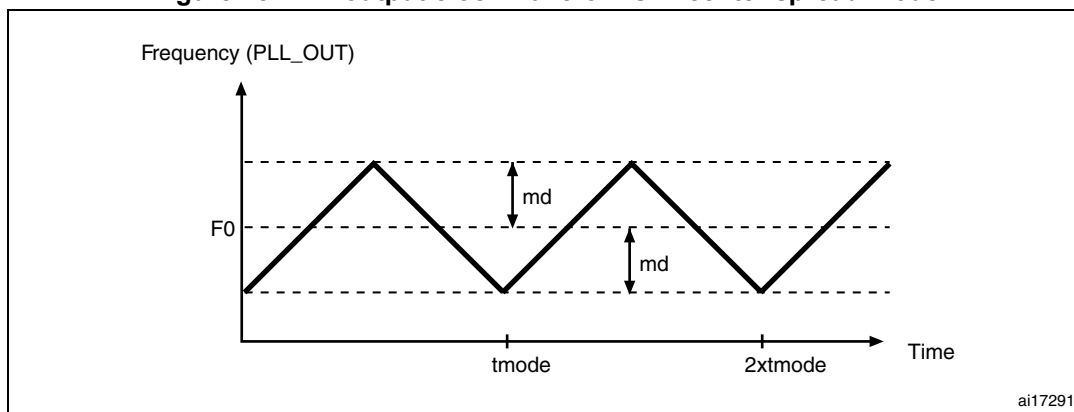 Frequency (PLL_OUT)
md
F0
md
tmode
2xtmode
Time
ai17291